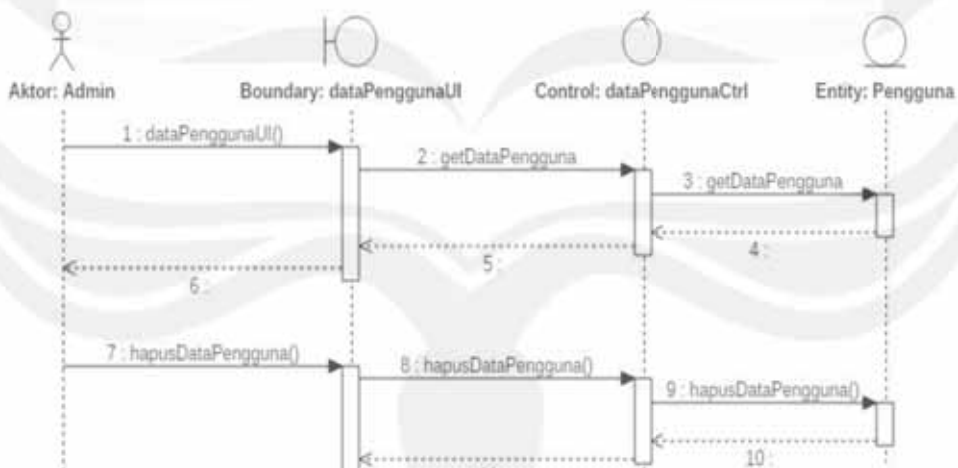 Aktor: Admin
Boundary: dataPenggunaUI
Control: dataPenggunaCtrl
Entity: Pengguna
1 : dataPenggunaUI()
2 : getDataPengguna
3 : getDataPengguna
4 :
5 :
6 :
7 : hapusDataPengguna()
8 : hapusDataPengguna()
9 : hapusDataPengguna()
10 :